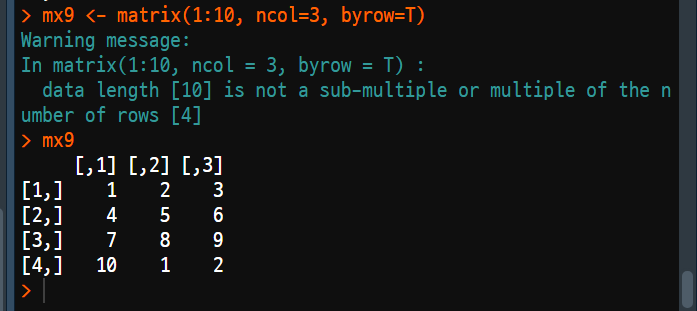 > mx9 <- matrix(1:10, ncol=3, byrow=T)
Warning message:
In matrix(1:10, ncol = 3, byrow = T) :
  data length [10] is not a sub-multiple or multiple of the n
umber of rows [4]
> mx9
     [,1] [,2] [,3]
[1,]    1    2    3
[2,]    4    5    6
[3,]    7    8    9
[4,]   10    1    2
>